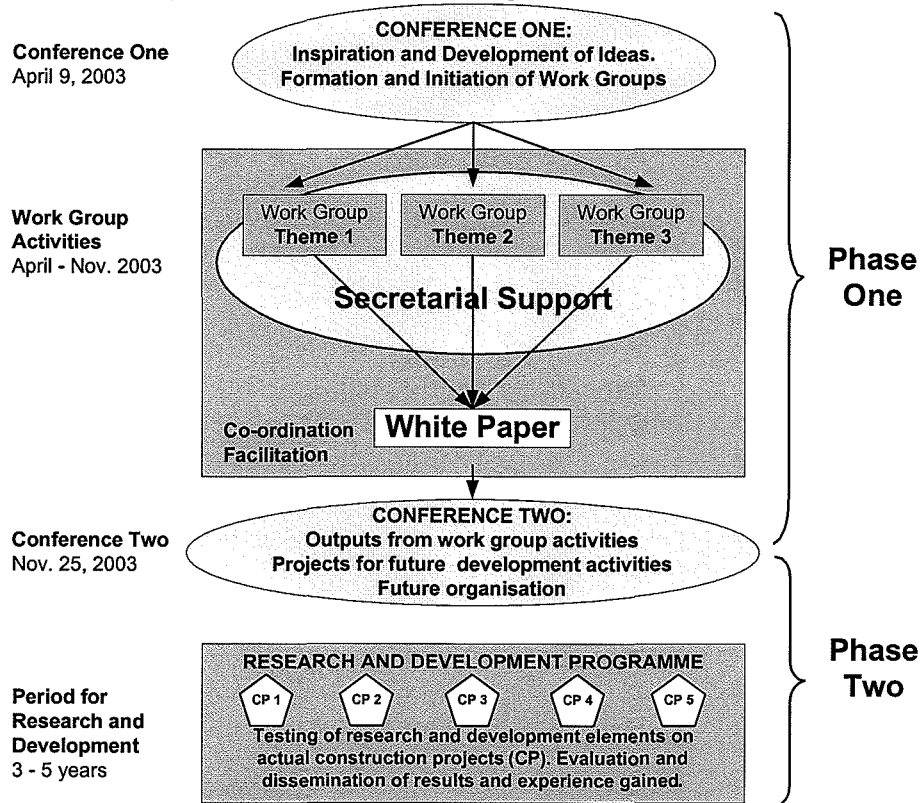 CONFERENCE ONE:
Inspiration and Development of Ideas.
Formation and Initiation of Work Groups
Conference One
April 9, 2003
Work Group
Activities
April - Nov. 2003
Work Group
Theme 1
Work Group
Theme 2
Work Group
Theme 3
Secretarial Support
White Paper
Co-ordination
Facilitation
Phase
One
Conference Two
Nov. 25, 2003
CONFERENCE TWO:
Outputs from work group activities
Projects for future development activities
Future organisation
Period for
Research and
Development
3 - 5 years
RESEARCH AND DEVELOPMENT PROGRAMME
CP 1
CP 2
CP 3
CP 4
CP 5
Testing of research and development elements on
actual construction projects (CP). Evaluation and
dissemination of results and experience gained.
Phase
Two